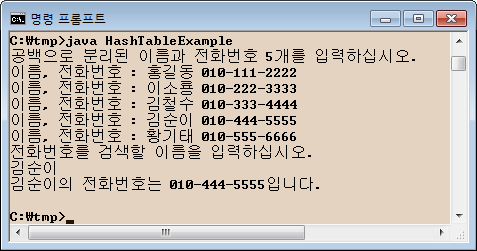 명령 프롬프트
C:\tmp>java HashTableExample
공백으로 분리된 이름과 전화번호 5개를 입력하십시오.
이름, 전화번호 : 홍길동 010-111-2222
이름, 전화번호 : 이소룡 010-222-3333
이름, 전화번호 : 김철수 010-333-4444
이름, 전화번호 : 김순이 010-444-5555
이름, 전화번호 : 황기태 010-555-6666
전화번호를 검색할 이름을 입력하십시오.
김순이
김순이의 전화번호는 010-444-5555입니다.
C:\tmp>